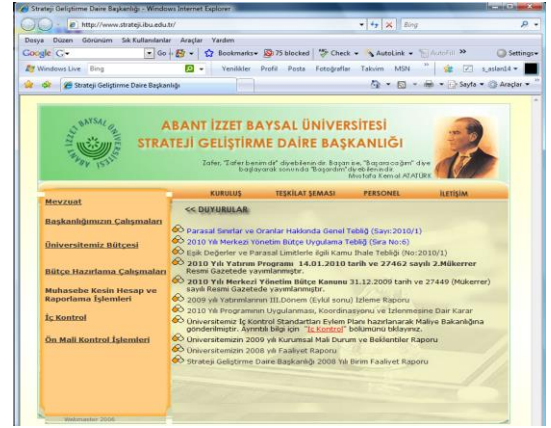 Strateji Geliştirme Daire Başkanlığı - Windows Internet Explorer
http://www.strateji.ibu.edu.tr/
Bing
Dosya Düzen Görünüm Sık Kullanılanlar Araçlar Yardım
Google Go Bookmarks 75 blocked Check AutoLink AutoFill Settings
Windows Live Bing Yenilikler Profil Posta Fotoğraflar Takvim MSN
Strateji Geliştirme Daire Başkanlığı Sayfa Araçlar
ABANT İZZET BAYSAL ÜNİVERSİTESİ
STRATEJİ GELİŞTİRME DAİRE BAŞKANLIĞI
Zafer, "Zafer benimdir" diyebilenindir. Başarı ise, "Başaracağım" diye
başlayarak sonunda "Başardım" diyebilenindir.
Mustafa Kemal ATATÜRK
KURULUŞ TEŞKİLAT ŞEMASI PERSONEL İLETİŞİM
Mevzuat
Başkanlığımızın Çalışmaları
Üniversitemiz Bütçesi
Bütçe Hazırlama Çalışmaları
Muhasebe Kesin Hesap ve
Raporlama İşlemleri
İç Kontrol
Ön Mali Kontrol İşlemleri
<< DUYURULAR
Parasal Sınırlar ve Oranlar Hakkında Genel Tebliğ (Sayı:2010/1)
2010 Yılı Merkezi Yönetim Bütçe Uygulama Tebliğ (Sıra No:6)
Eşik Değerler ve Parasal Limitlerle ilgili Kamu İhale Tebliği (No:2010/1)
2010 Yılı Yatırım Programı 14.01.2010 tarih ve 27462 sayılı 2.Mükerrer
Resmi Gazetede yayımlanmıştır.
2010 Yılı Merkezi Yönetim Bütçe Kanunu 31.12.2009 tarih ve 27449 (Mükerrer)
sayılı Resmi Gazetede yayımlanmıştır.
2009 yılı Yatırımlarının III.Dönem (Eylül sonu) İzleme Raporu
2010 Yılı Programının Uygulanması, Koordinasyonu ve İzlenmesine Dair Karar
Üniversitemiz İç Kontrol Standartları Eylem Planı hazırlanarak Maliye Bakanlığına
gönderilmiştir. Ayrıntılı bilgi için "İç Kontrol" bölümünü tıklayınız.
Üniversitemizin 2009 yılı Kurumsal Mali Durum ve Beklentiler Raporu
Üniversitemizin 2008 yılı Faaliyet Raporu
Strateji Geliştirme Daire Başkanlığı 2008 Yılı Birim Faaliyet Raporu
Webmaster 2008